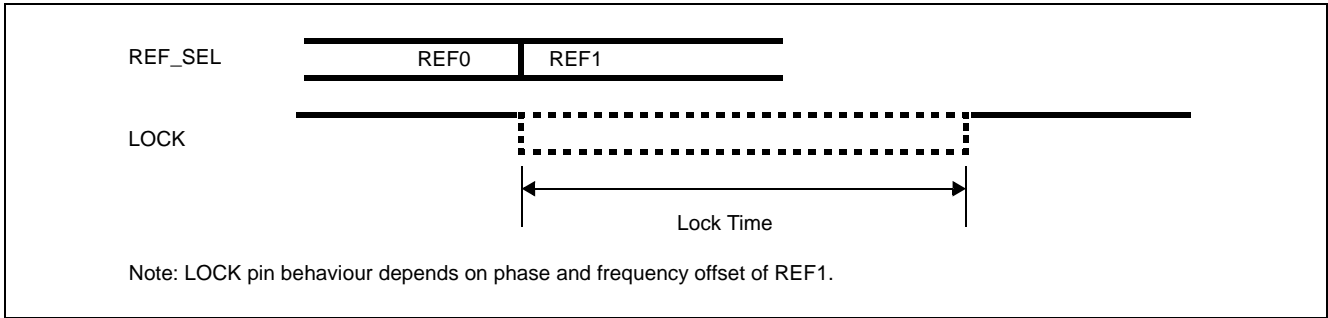 REF_SEL
REF0
REF1
LOCK
Lock Time
Note: LOCK pin behaviour depends on phase and frequency offset of REF1.